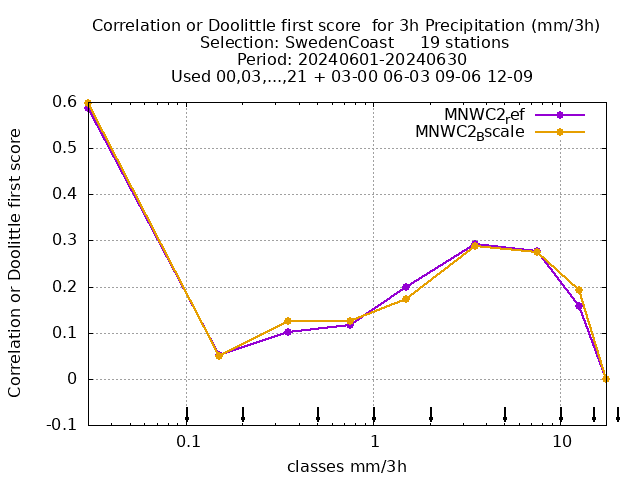 Correlation or Doolittle first score  for 3h Precipitation (mm/3h)
Selection: SwedenCoast     19 stations
Period: 20240601-20240630
Used 00,03,...,21 + 03-00 06-03 09-06 12-09
MNWC2ref
MNWC2Bscale
Correlation or Doolittle first score
0.6
0.5
0.4
0.3
0.2
0.1
0
-0.1
0.1
1
10
classes mm/3h